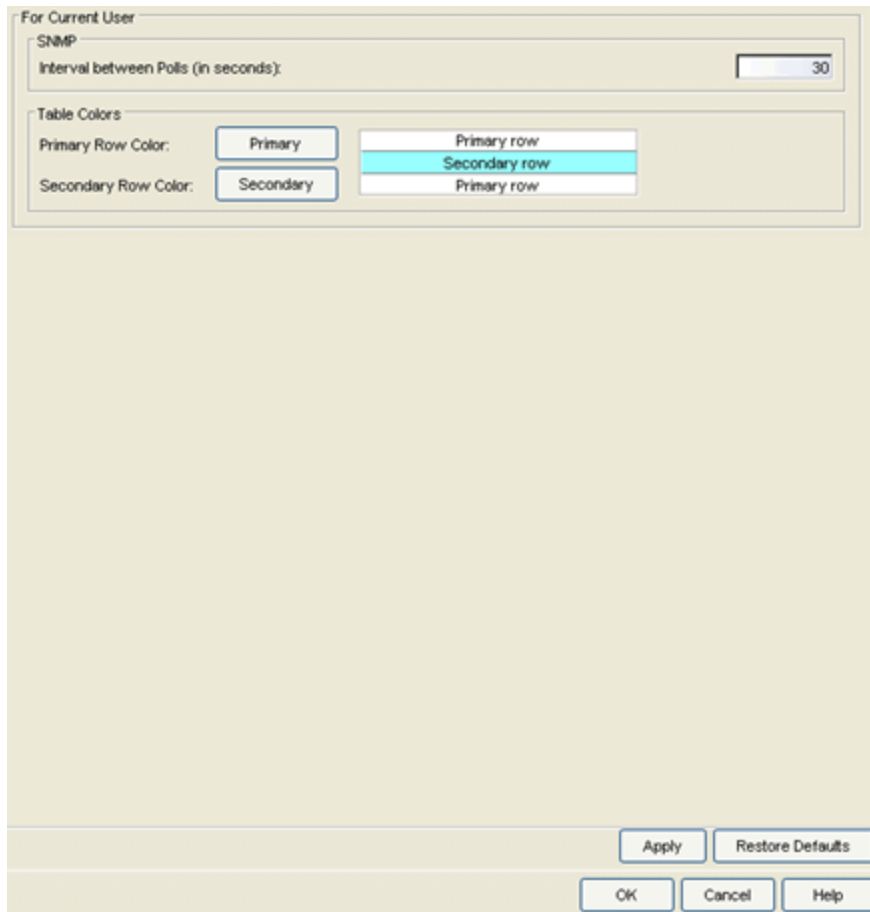 For Current User
SNMP
Interval between Polls (in seconds): 30
Table Colors
Primary Row Color: Primary
Primary row
Secondary row
Secondary Row Color: Secondary
Primary row
Apply Restore Defaults
OK Cancel Help